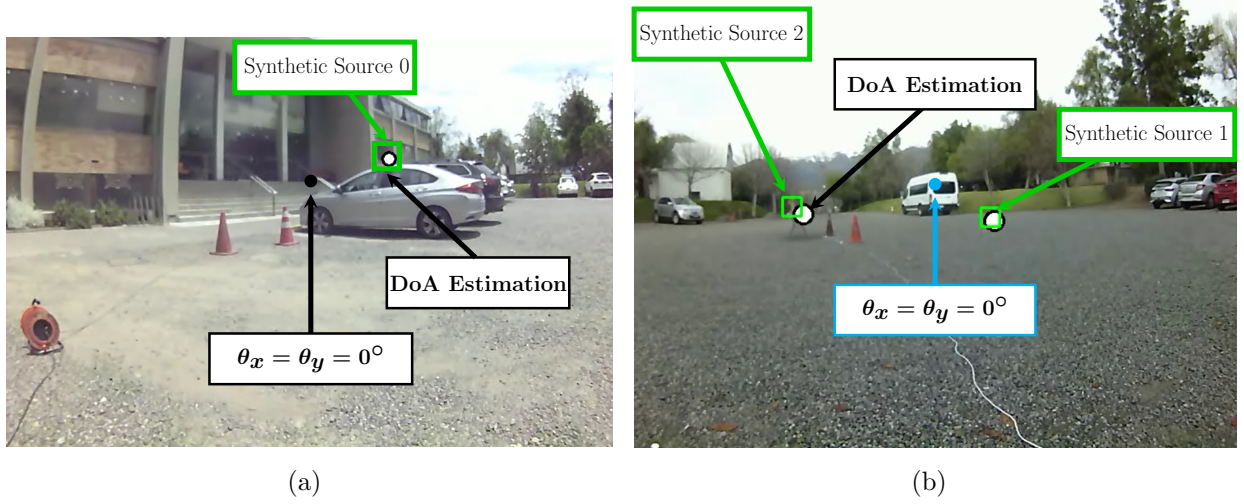 Synthetic Source 0
DoA Estimation
θx = θy = 0°
(a)
Synthetic Source 2
DoA Estimation
Synthetic Source 1
θx = θy = 0°
(b)